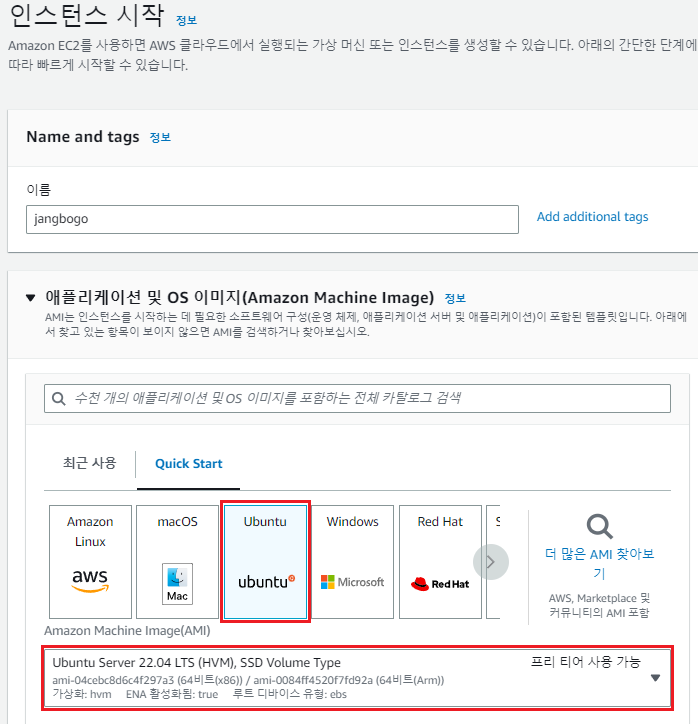 인스턴스 시작 정보
Amazon EC2를 사용하면 AWS 클라우드에서 실행되는 가상 머신 또는 인스턴스를 생성할 수 있습니다. 아래의 간단한 단계에
따라 빠르게 시작할 수 있습니다.
Name and tags 정보
이름
jangbogo
Add additional tags
▼ 애플리케이션 및 OS 이미지(Amazon Machine Image) 정보
AMI는 인스턴스를 시작하는 데 필요한 소프트웨어 구성(운영 체제, 애플리케이션 서버 및 애플리케이션)이 포함된 템플릿입니다. 아래에
서 찾고 있는 항목이 보이지 않으면 AMI를 검색하거나 찾아보십시오.
수천 개의 애플리케이션 및 OS 이미지를 포함하는 전체 카탈로그 검색
최근 사용
Quick Start
Amazon
Linux
aws
macOS
Mac
Ubuntu
ubuntu
Windows
Microsoft
Red Hat
Red Hat
S
더 많은 AMI 찾아보
기
AWS, Marketplace 및
커뮤니티의 AMI 포함
Amazon Machine Image(AMI)
Ubuntu Server 22.04 LTS (HVM), SSD Volume Type
프리 티어 사용 가능
ami-04cebc8d6c4f297a3 (64비트(x86)) / ami-0084ff4520f7fd92a (64비트(Arm))
가상화: hvm ENA 활성화됨: true 루트 디바이스 유형: ebs